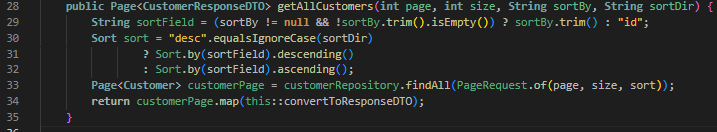 28 public Page<CustomerResponseDTO> getAllCustomers(int page, int size, String sortBy, String sortDir) {
29 String sortField = (sortBy != null && !sortBy.trim().isEmpty()) ? sortBy.trim() : "id";
30 Sort sort = "desc".equalsIgnoreCase(sortDir)
31 ? Sort.by(sortField).descending()
32 : Sort.by(sortField).ascending();
33 Page<Customer> customerPage = customerRepository.findAll(PageRequest.of(page, size, sort));
34 return customerPage.map(this::convertToResponseDTO);
35 }